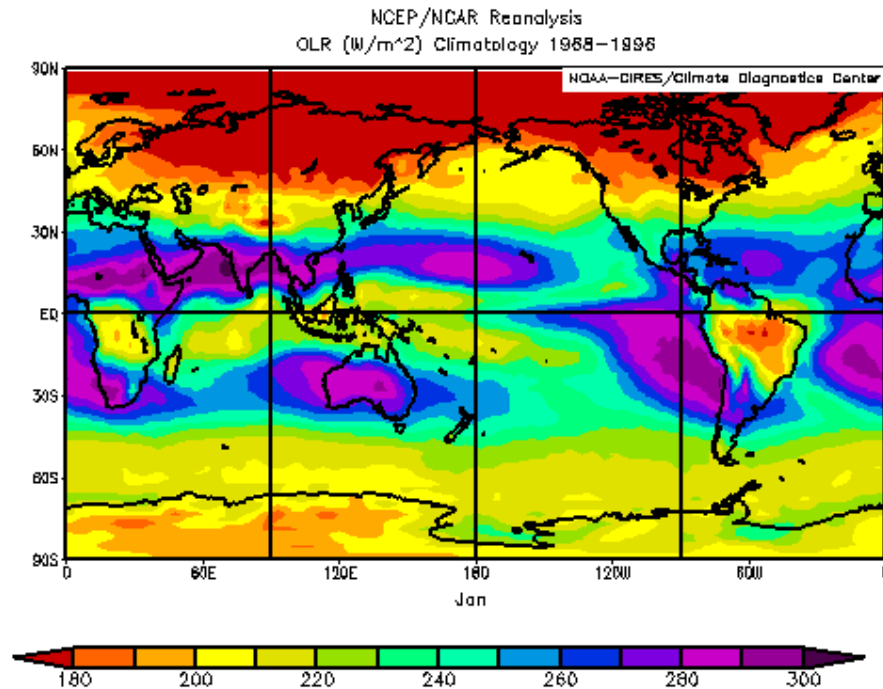 NCEP/NCAR Reanalysis
OLR (W/m^2) Climatology 1968-1996
NOAA-CIRES/Climate Diagnostics Center
90N
60N
30N
EQ
30S
60S
90S
0 60E 120E 180 120W 60W
Jan
180 200 220 240 260 280 300